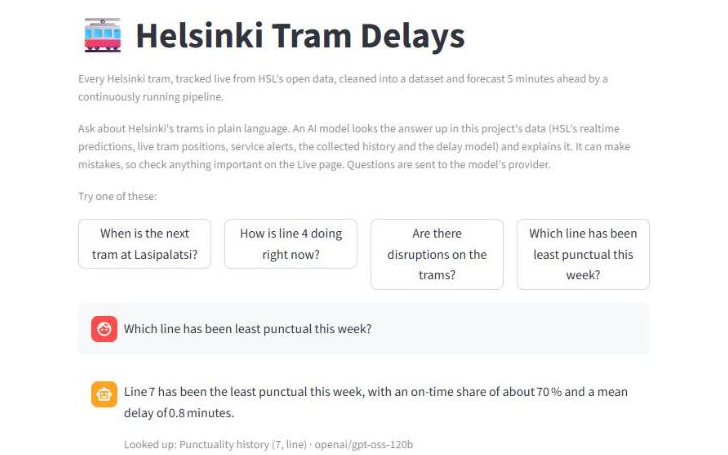 Helsinki Tram Delays
Every Helsinki tram, tracked live from HSL's open data, cleaned into a dataset and forecast 5 minutes ahead by a
continuously running pipeline.
Ask about Helsinki's trams in plain language. An AI model looks the answer up in this project's data (HSL's realtime
predictions, live tram positions, service alerts, the collected history and the delay model) and explains it. It can make
mistakes, so check anything important on the Live page. Questions are sent to the model's provider.
Try one of these:
When is the next
tram at Lasipalatsi?
How is line 4 doing
right now?
Are there
disruptions on the
trams?
Which line has been
least punctual this
week?
Which line has been least punctual this week?
Line 7 has been the least punctual this week, with an on-time share of about 70 % and a mean
delay of 0.8 minutes.
Looked up: Punctuality history (7, line) · openai/gpt-oss-120b